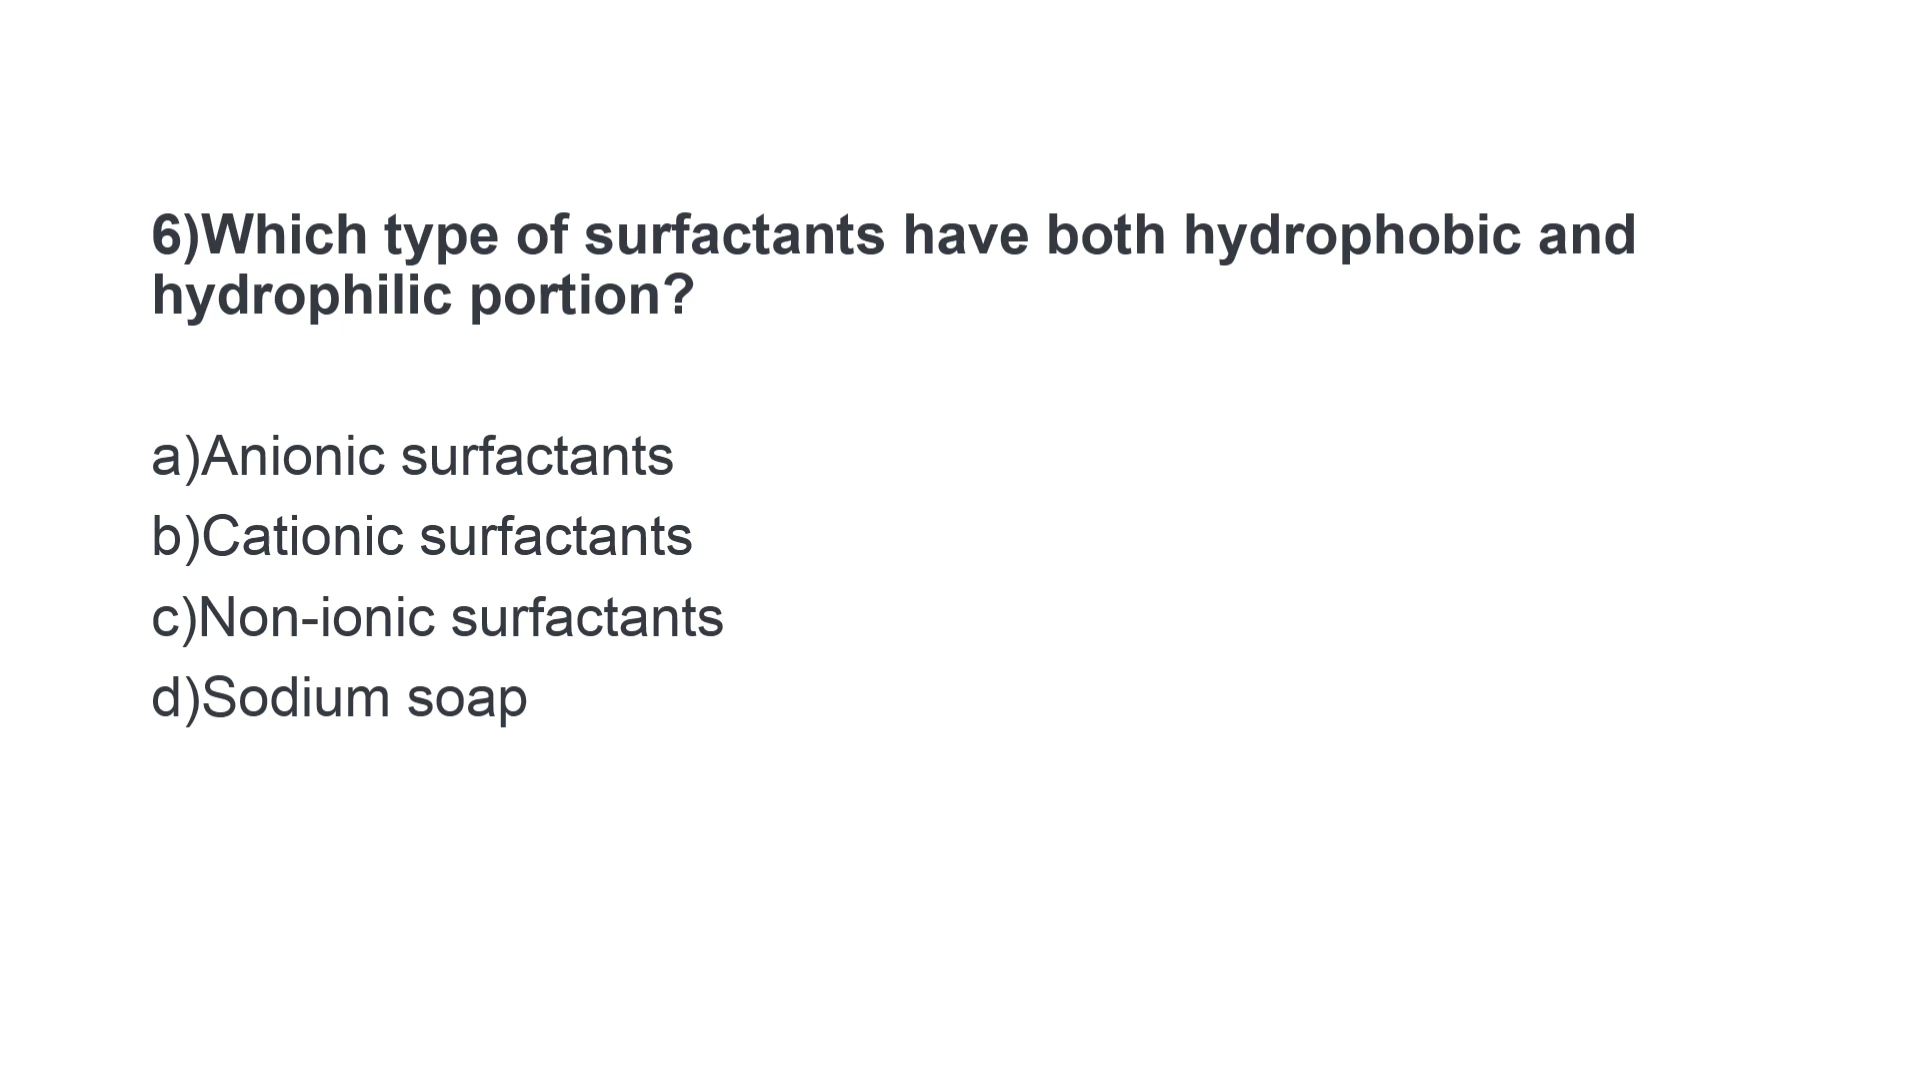 6)Which type of surfactants have both hydrophobic and
hydrophilic portion?
a)Anionic surfactants
b)Cationic surfactants
c)Non-ionic surfactants
d)Sodium soap